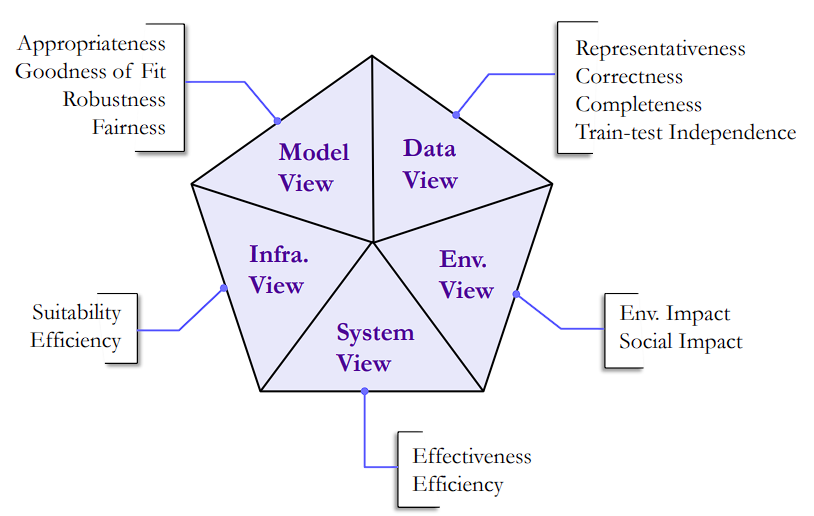 Appropriateness
Goodness of Fit
Robustness
Fairness
Representativeness
Correctness
Completeness
Train-test Independence
Model
View
Data
View
Infra.
View
Env.
View
System
View
Suitability
Efficiency
Env. Impact
Social Impact
Effectiveness
Efficiency